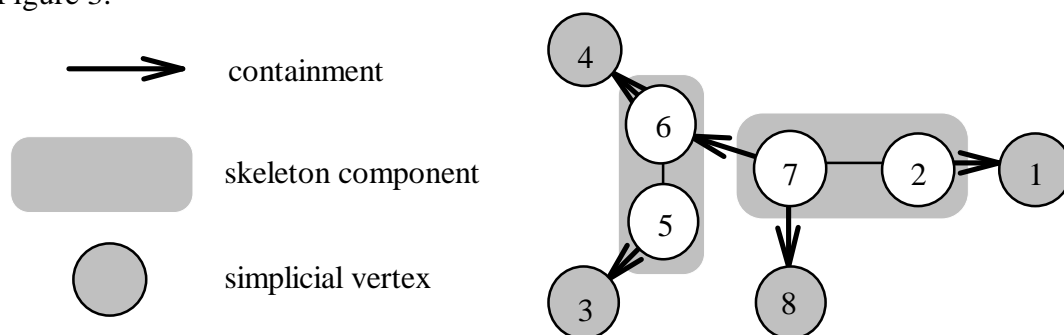 Figure 3.
containment
skeleton component
simplicial vertex
4
6
7
2
1
5
3
8